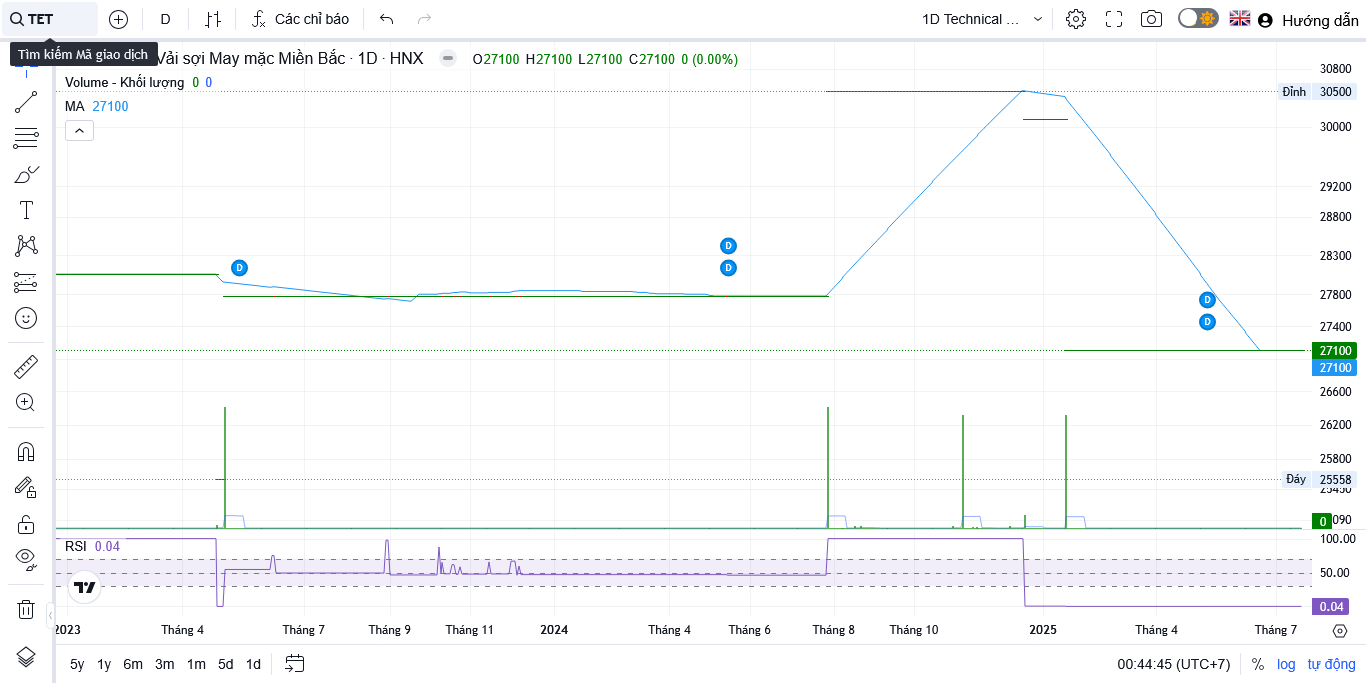 TET
D
Các chỉ báo
1D Technical ...
Hướng dẫn
Tìm kiếm Mã giao dịch
Vải sợi May mặc Miền Bắc · 1D · HNX
O27100 H27100 L27100 C27100 0 (0.00%)
Volume - Khối lượng 0 0
MA 27100
30800
Đỉnh 30500
30000
29200
28800
28300
27800
27400
27100
27100
26600
26200
25800
Đáy 25558
25450
0
090
D
D
D
D
D
RSI 0.04
100.00
50.00
0.04
2023 Tháng 4 Tháng 7 Tháng 9 Tháng 11 2024 Tháng 4 Tháng 6 Tháng 8 Tháng 10 2025 Tháng 4 Tháng 7
5y 1y 6m 3m 1m 5d 1d
00:44:45 (UTC+7)
% log tự động